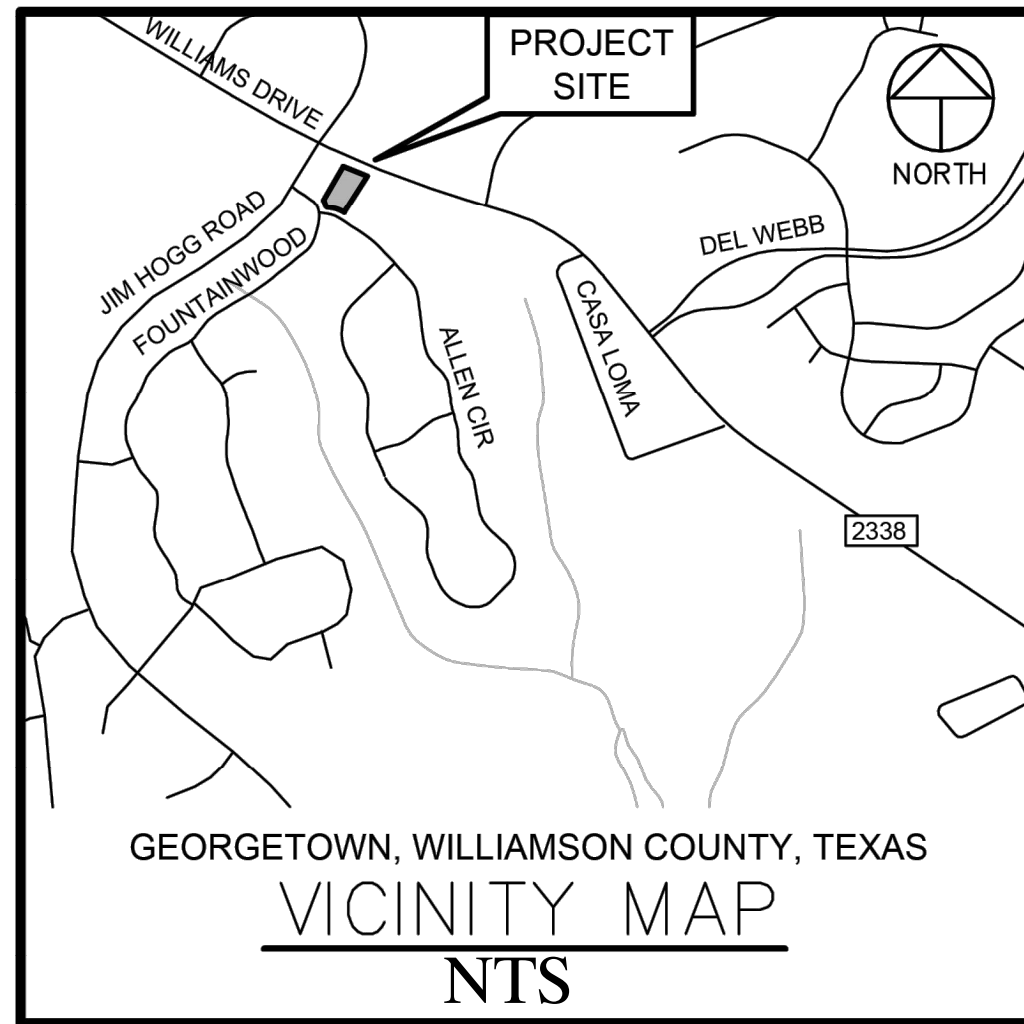 WILLIAMS DRIVE
PROJECT
SITE
NORTH
JIM HOGG ROAD
FOUNTAINWOOD
DEL WEBB
CASA LOMA
ALLEN CIR
2338
GEORGETOWN, WILLIAMSON COUNTY, TEXAS
VICINITY MAP
NTS